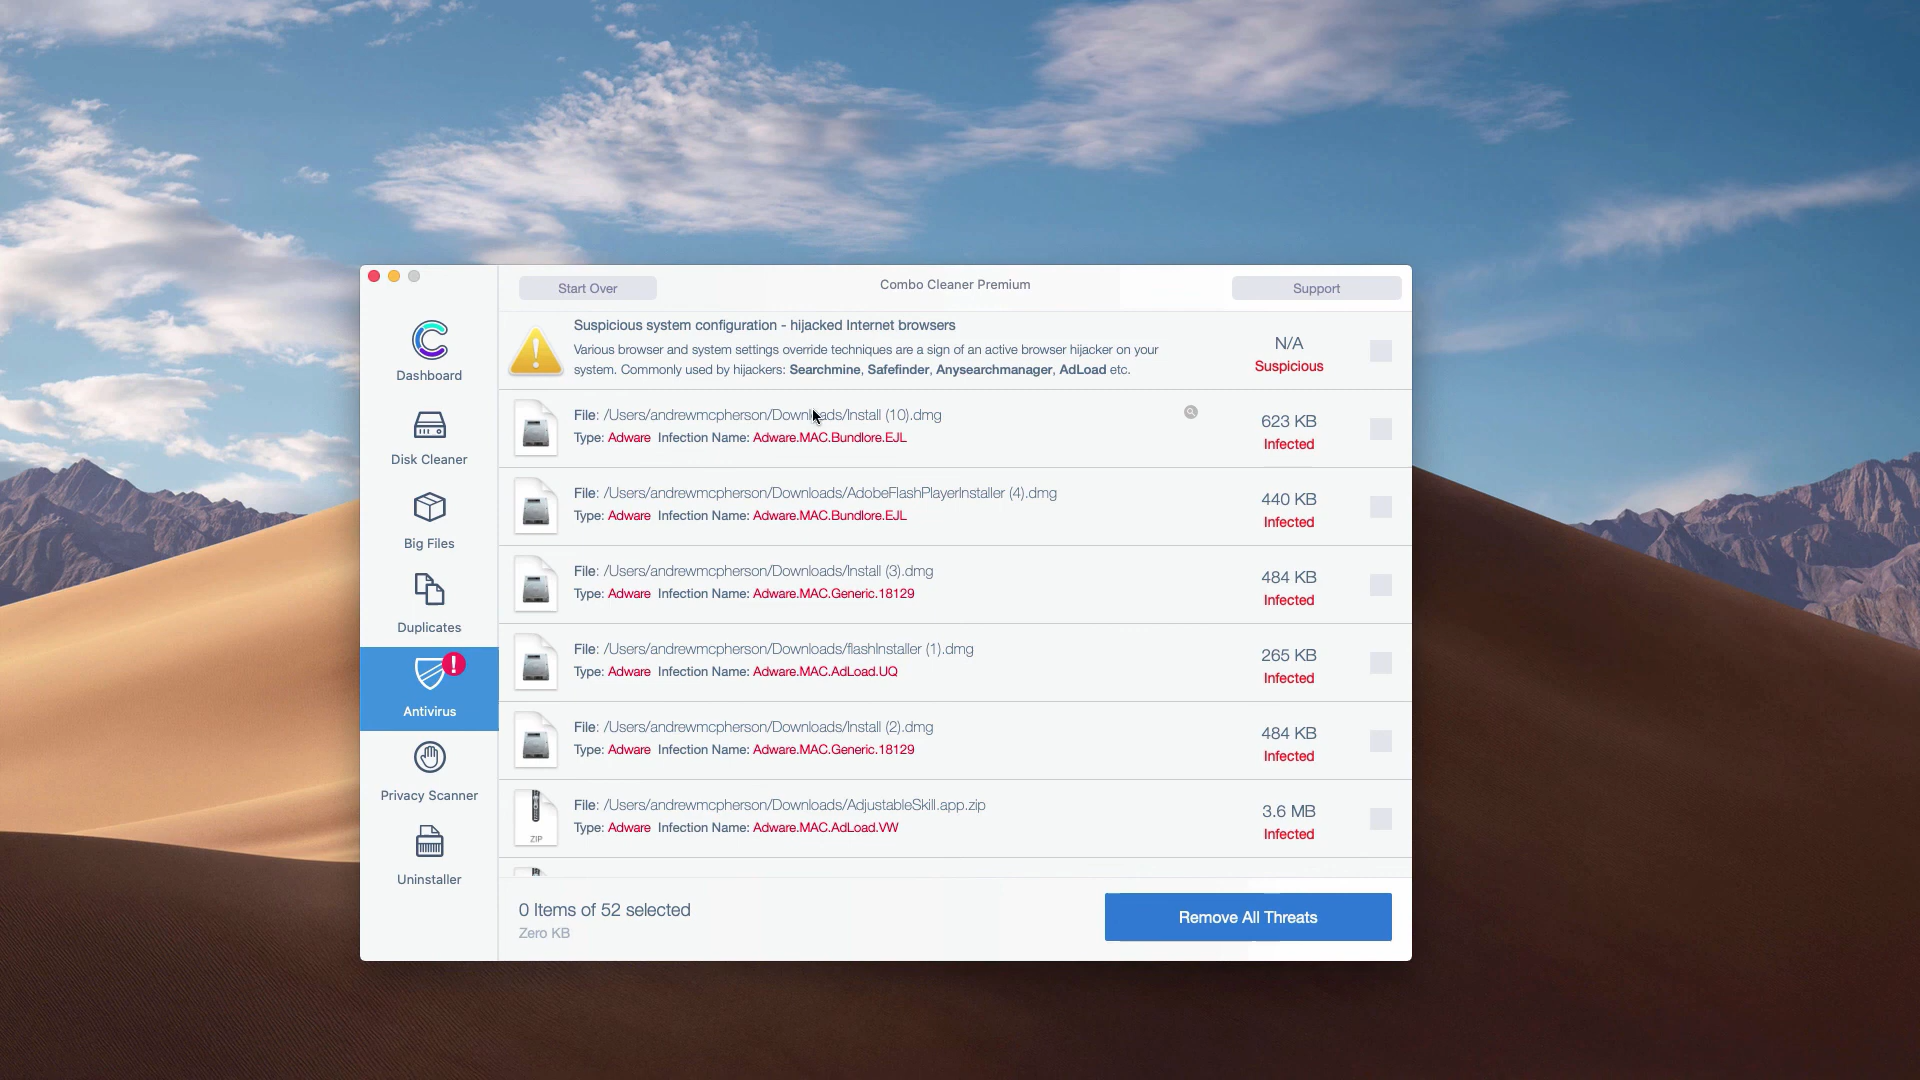 Start Over
Combo Cleaner Premium
Support
Dashboard
Disk Cleaner
Big Files
Duplicates
!
Antivirus
Privacy Scanner
Uninstaller
Suspicious system configuration - hijacked Internet browsers
Various browser and system settings override techniques are a sign of an active browser hijacker on your
system. Commonly used by hijackers: Searchmine, Safefinder, Anysearchmanager, AdLoad etc.
N/A
Suspicious
File: /Users/andrewmcpherson/Downloads/Install (10).dmg
Type: Adware Infection Name: Adware.MAC.Bundlore.EJL
623 KB
Infected
File: /Users/andrewmcpherson/Downloads/AdobeFlashPlayerInstaller (4).dmg
Type: Adware Infection Name: Adware.MAC.Bundlore.EJL
440 KB
Infected
File: /Users/andrewmcpherson/Downloads/Install (3).dmg
Type: Adware Infection Name: Adware.MAC.Generic.18129
484 KB
Infected
File: /Users/andrewmcpherson/Downloads/flashInstaller (1).dmg
Type: Adware Infection Name: Adware.MAC.AdLoad.UQ
265 KB
Infected
File: /Users/andrewmcpherson/Downloads/Install (2).dmg
Type: Adware Infection Name: Adware.MAC.Generic.18129
484 KB
Infected
ZIP
File: /Users/andrewmcpherson/Downloads/AdjustableSkill.app.zip
Type: Adware Infection Name: Adware.MAC.AdLoad.VW
3.6 MB
Infected
0 Items of 52 selected
Zero KB
Remove All Threats